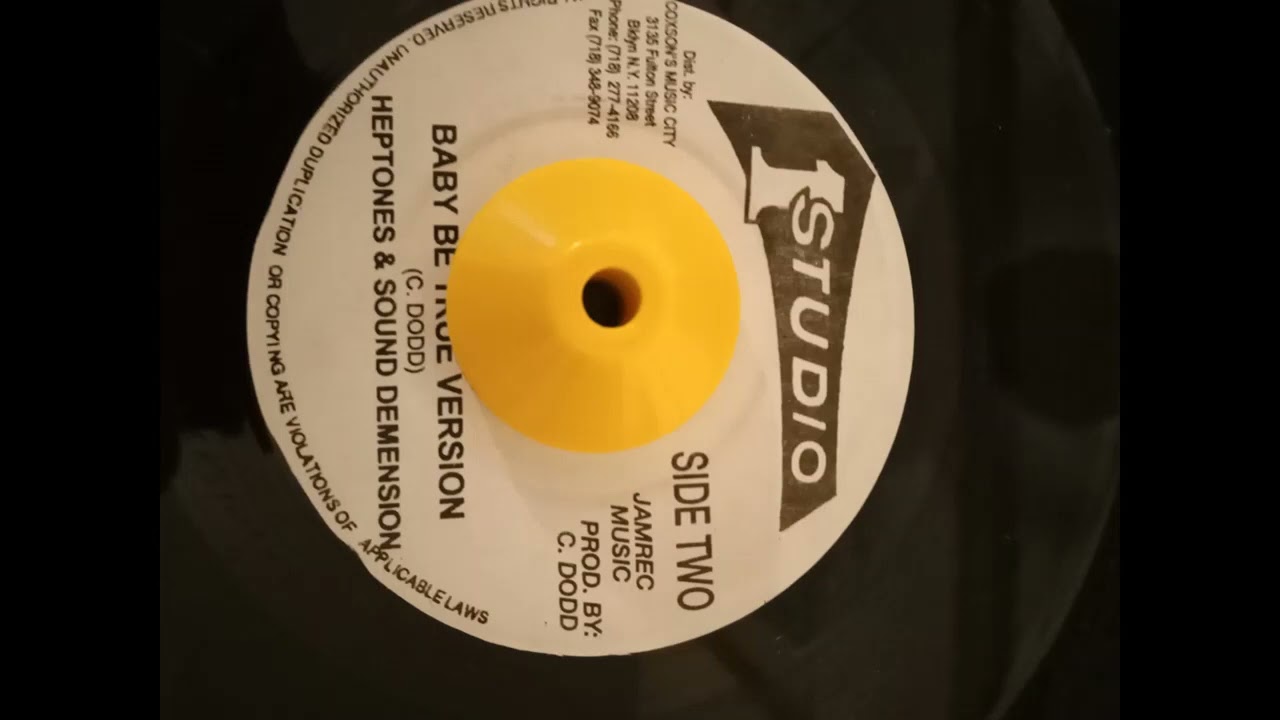 1 STUDIO
Dist. by:
COXSON'S MUSIC CITY
3135 Fulton Street
Bklyn N.Y. 11208
Phone: (718) 277-4166
Fax (718) 348-9074
SIDE TWO
JAMREC
MUSIC
PROD. BY:
C. DODD
BABY BE TRUE VERSION
(C. DODD)
HEPTONES & SOUND DEMENSION
RIGHTS RESERVED. UNAUTHORIZED DUPLICATION OR COPYING ARE VIOLATIONS OF APPLICABLE LAWS